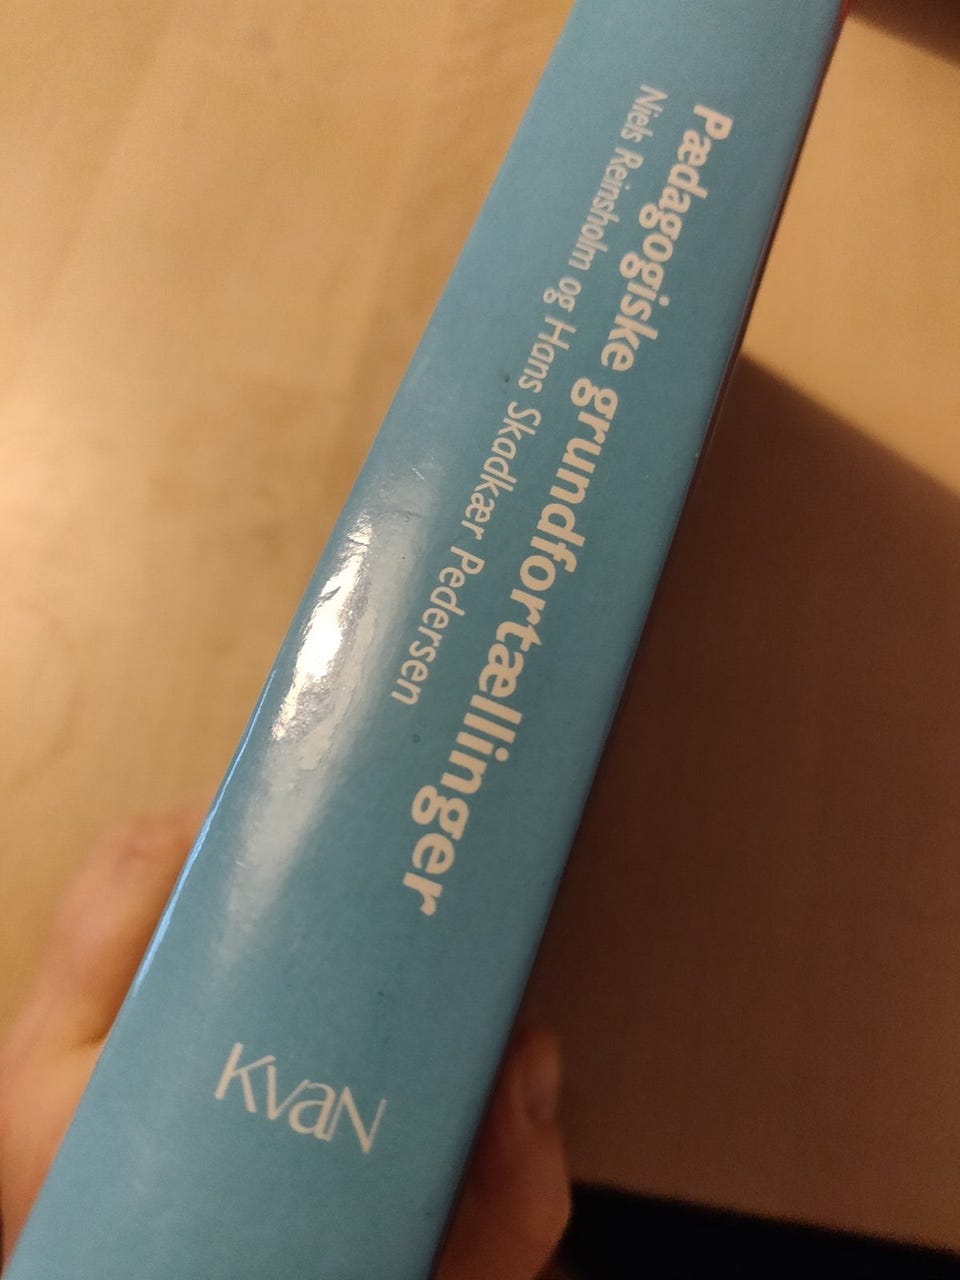 Pædagogiske grundfortællinger
Niels Reinsholm og Hans Skadkær Pedersen
KvaN